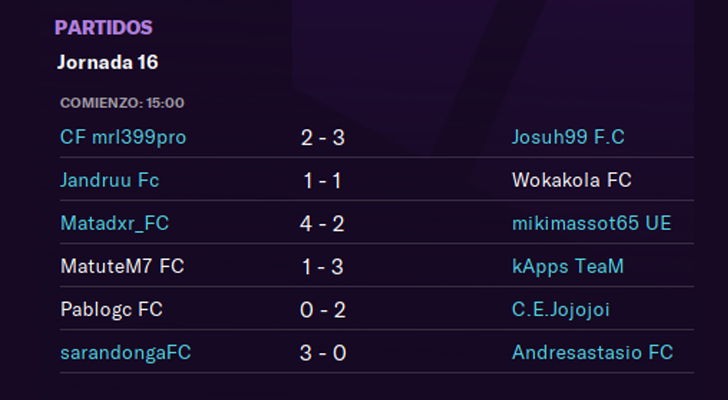 PARTIDOS
Jornada 16
COMIENZO: 15:00
CF mrl399pro 2 - 3 Josuh99 F.C
Jandruu Fc 1 - 1 Wokakola FC
Matadxr_FC 4 - 2 mikimassot65 UE
MatuteM7 FC 1 - 3 kApps TeaM
Pablogc FC 0 - 2 C.E.Jojojoi
sarandongaFC 3 - 0 Andresastasio FC